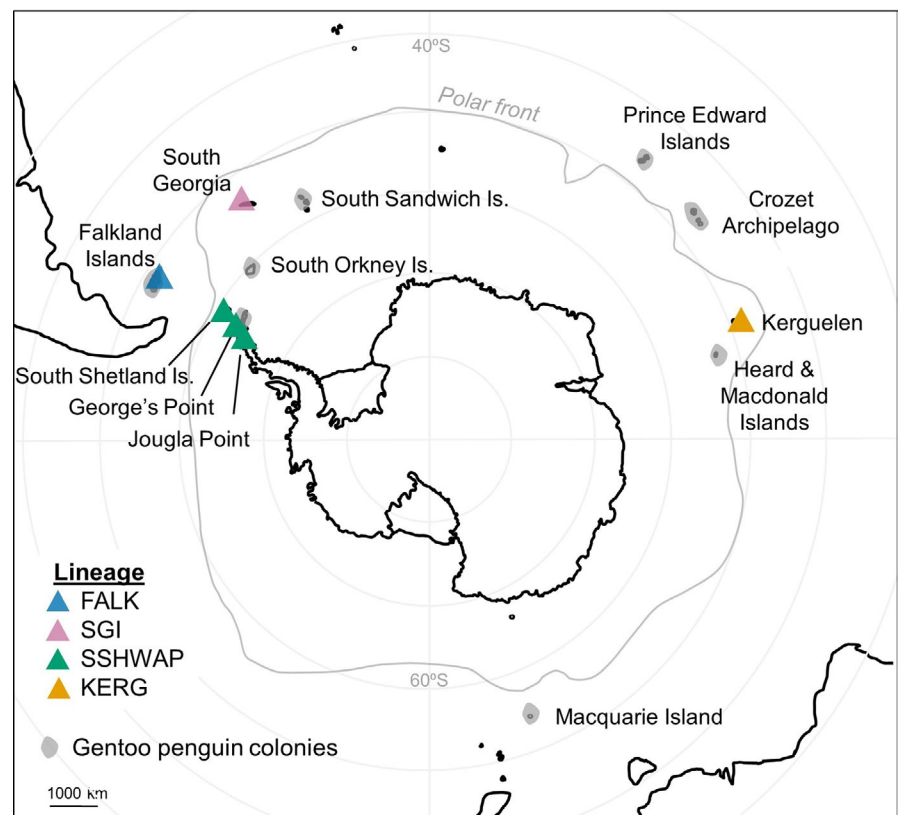 40ºS
Polar front
Prince Edward
Islands
South
Georgia
South Sandwich Is.
Crozet
Archipelago
Falkland
Islands
South Orkney Is.
Kerguelen
South Shetland Is.
George's Point
Jougla Point
Heard &
Macdonald
Islands
Lineage
FALK
SGI
SSHWAP
KERG
60ºS
Macquarie Island
Gentoo penguin colonies
1000 km